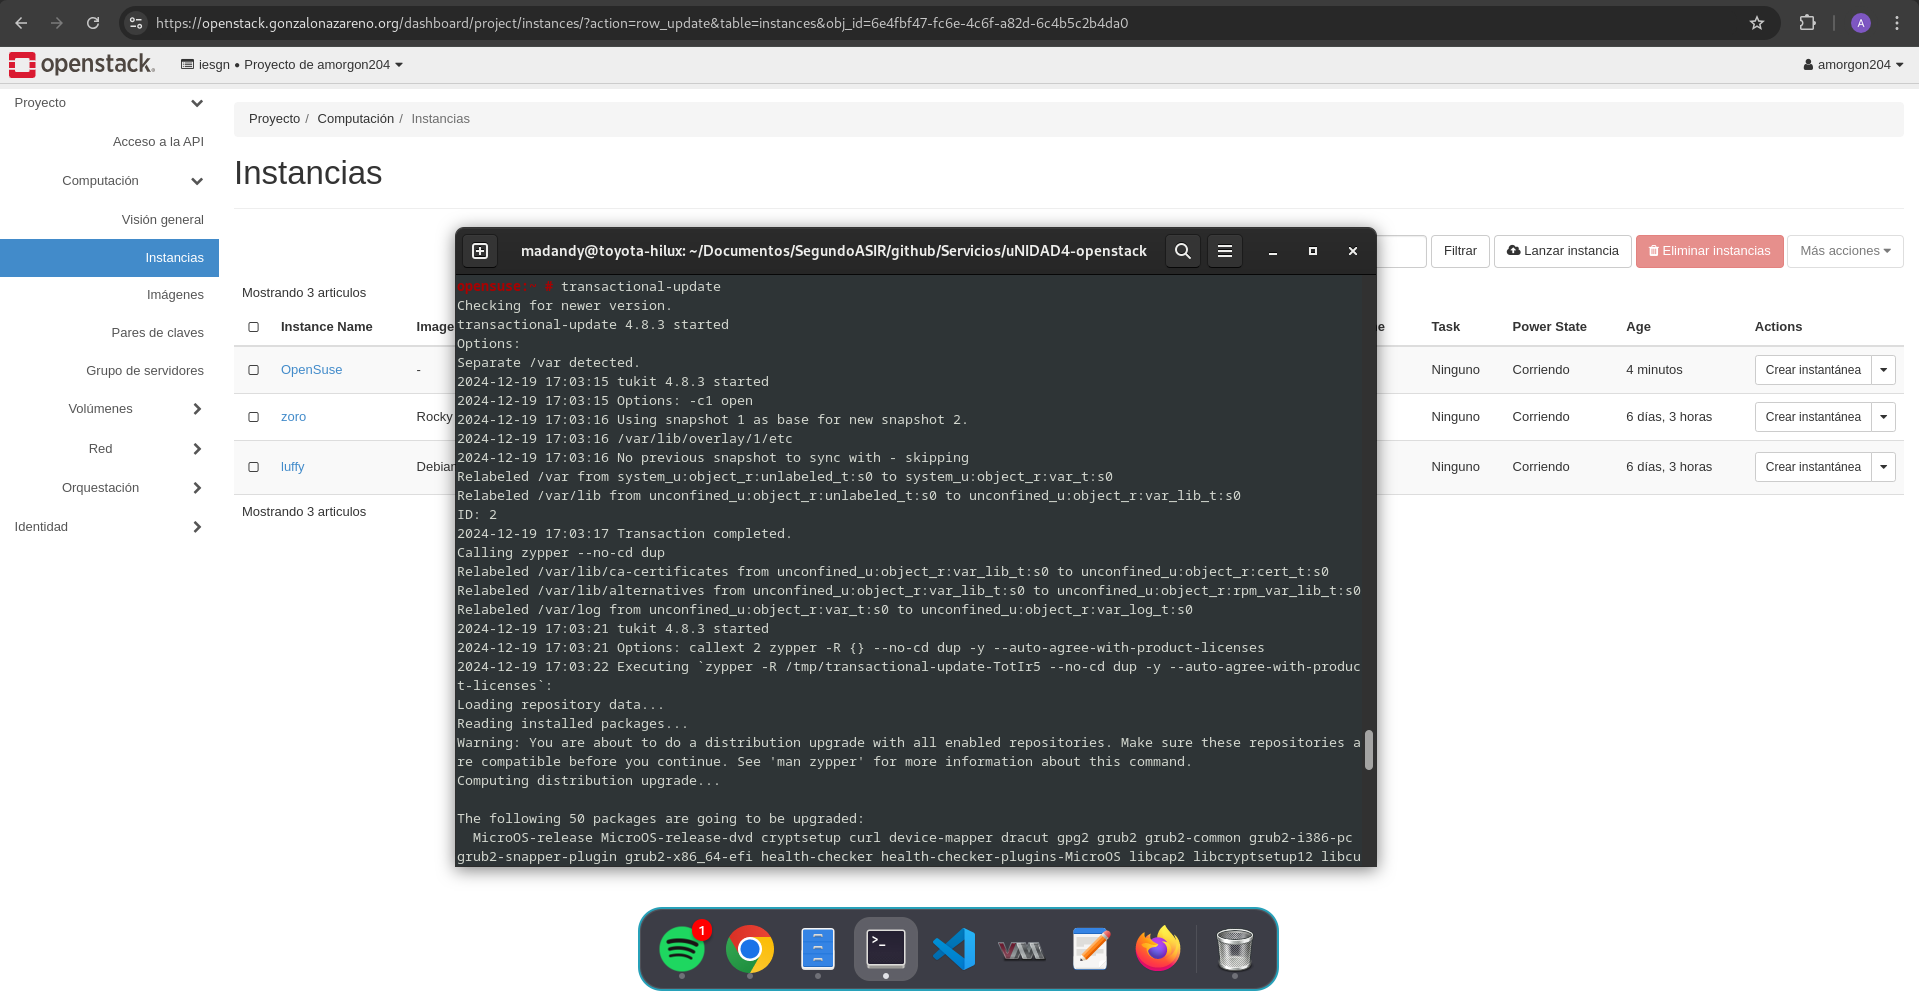 https://openstack.gonzalonazareno.org/dashboard/project/instances/?action=row_update&table=instances&obj_id=6e4fbf47-fc6e-4c6f-a82d-6c4b5c2b4da0
A
openstack.
iesgn • Proyecto de amorgon204
amorgon204
Proyecto
Acceso a la API
Computación
Visión general
Instancias
Imágenes
Pares de claves
Grupo de servidores
Volúmenes
Red
Orquestación
Identidad
Proyecto / Computación / Instancias
Instancias
Filtrar
Lanzar instancia
Eliminar instancias
Más acciones
Mostrando 3 articulos
Instance Name Image Task Power State Age Actions
OpenSuse - Ninguno Corriendo 4 minutos Crear instantánea
zoro Rocky Ninguno Corriendo 6 días, 3 horas Crear instantánea
luffy Debian Ninguno Corriendo 6 días, 3 horas Crear instantánea
Mostrando 3 articulos
madandy@toyota-hilux: ~/Documentos/SegundoASIR/github/Servicios/uNIDAD4-openstack
opensuse:~ # transactional-update
Checking for newer version.
transactional-update 4.8.3 started
Options:
Separate /var detected.
2024-12-19 17:03:15 tukit 4.8.3 started
2024-12-19 17:03:15 Options: -c1 open
2024-12-19 17:03:16 Using snapshot 1 as base for new snapshot 2.
2024-12-19 17:03:16 /var/lib/overlay/1/etc
2024-12-19 17:03:16 No previous snapshot to sync with - skipping
Relabeled /var from system_u:object_r:unlabeled_t:s0 to system_u:object_r:var_t:s0
Relabeled /var/lib from unconfined_u:object_r:unlabeled_t:s0 to unconfined_u:object_r:var_lib_t:s0
ID: 2
2024-12-19 17:03:17 Transaction completed.
Calling zypper --no-cd dup
Relabeled /var/lib/ca-certificates from unconfined_u:object_r:var_lib_t:s0 to unconfined_u:object_r:cert_t:s0
Relabeled /var/lib/alternatives from unconfined_u:object_r:var_lib_t:s0 to unconfined_u:object_r:rpm_var_lib_t:s0
Relabeled /var/log from unconfined_u:object_r:var_t:s0 to unconfined_u:object_r:var_log_t:s0
2024-12-19 17:03:21 tukit 4.8.3 started
2024-12-19 17:03:21 Options: callext 2 zypper -R {} --no-cd dup -y --auto-agree-with-product-licenses
2024-12-19 17:03:22 Executing `zypper -R /tmp/transactional-update-TotIr5 --no-cd dup -y --auto-agree-with-produc
t-licenses`:
Loading repository data...
Reading installed packages...
Warning: You are about to do a distribution upgrade with all enabled repositories. Make sure these repositories a
re compatible before you continue. See 'man zypper' for more information about this command.
Computing distribution upgrade...
The following 50 packages are going to be upgraded:
MicroOS-release MicroOS-release-dvd cryptsetup curl device-mapper dracut gpg2 grub2 grub2-common grub2-i386-pc
grub2-snapper-plugin grub2-x86_64-efi health-checker health-checker-plugins-MicroOS libcap2 libcryptsetup12 libcu
1